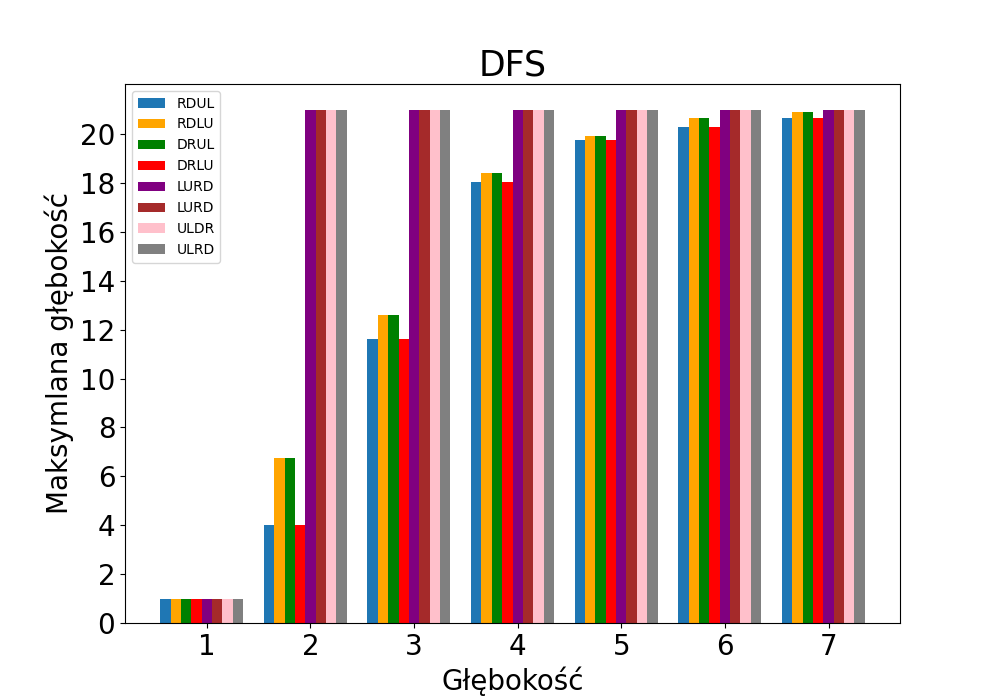 DFS
RDUL
RDLU
DRUL
DRLU
LURD
LURD
ULDR
ULRD
Maksymlana głębokość
20
18
16
14
12
10
8
6
4
2
0
1 2 3 4 5 6 7
Głębokość